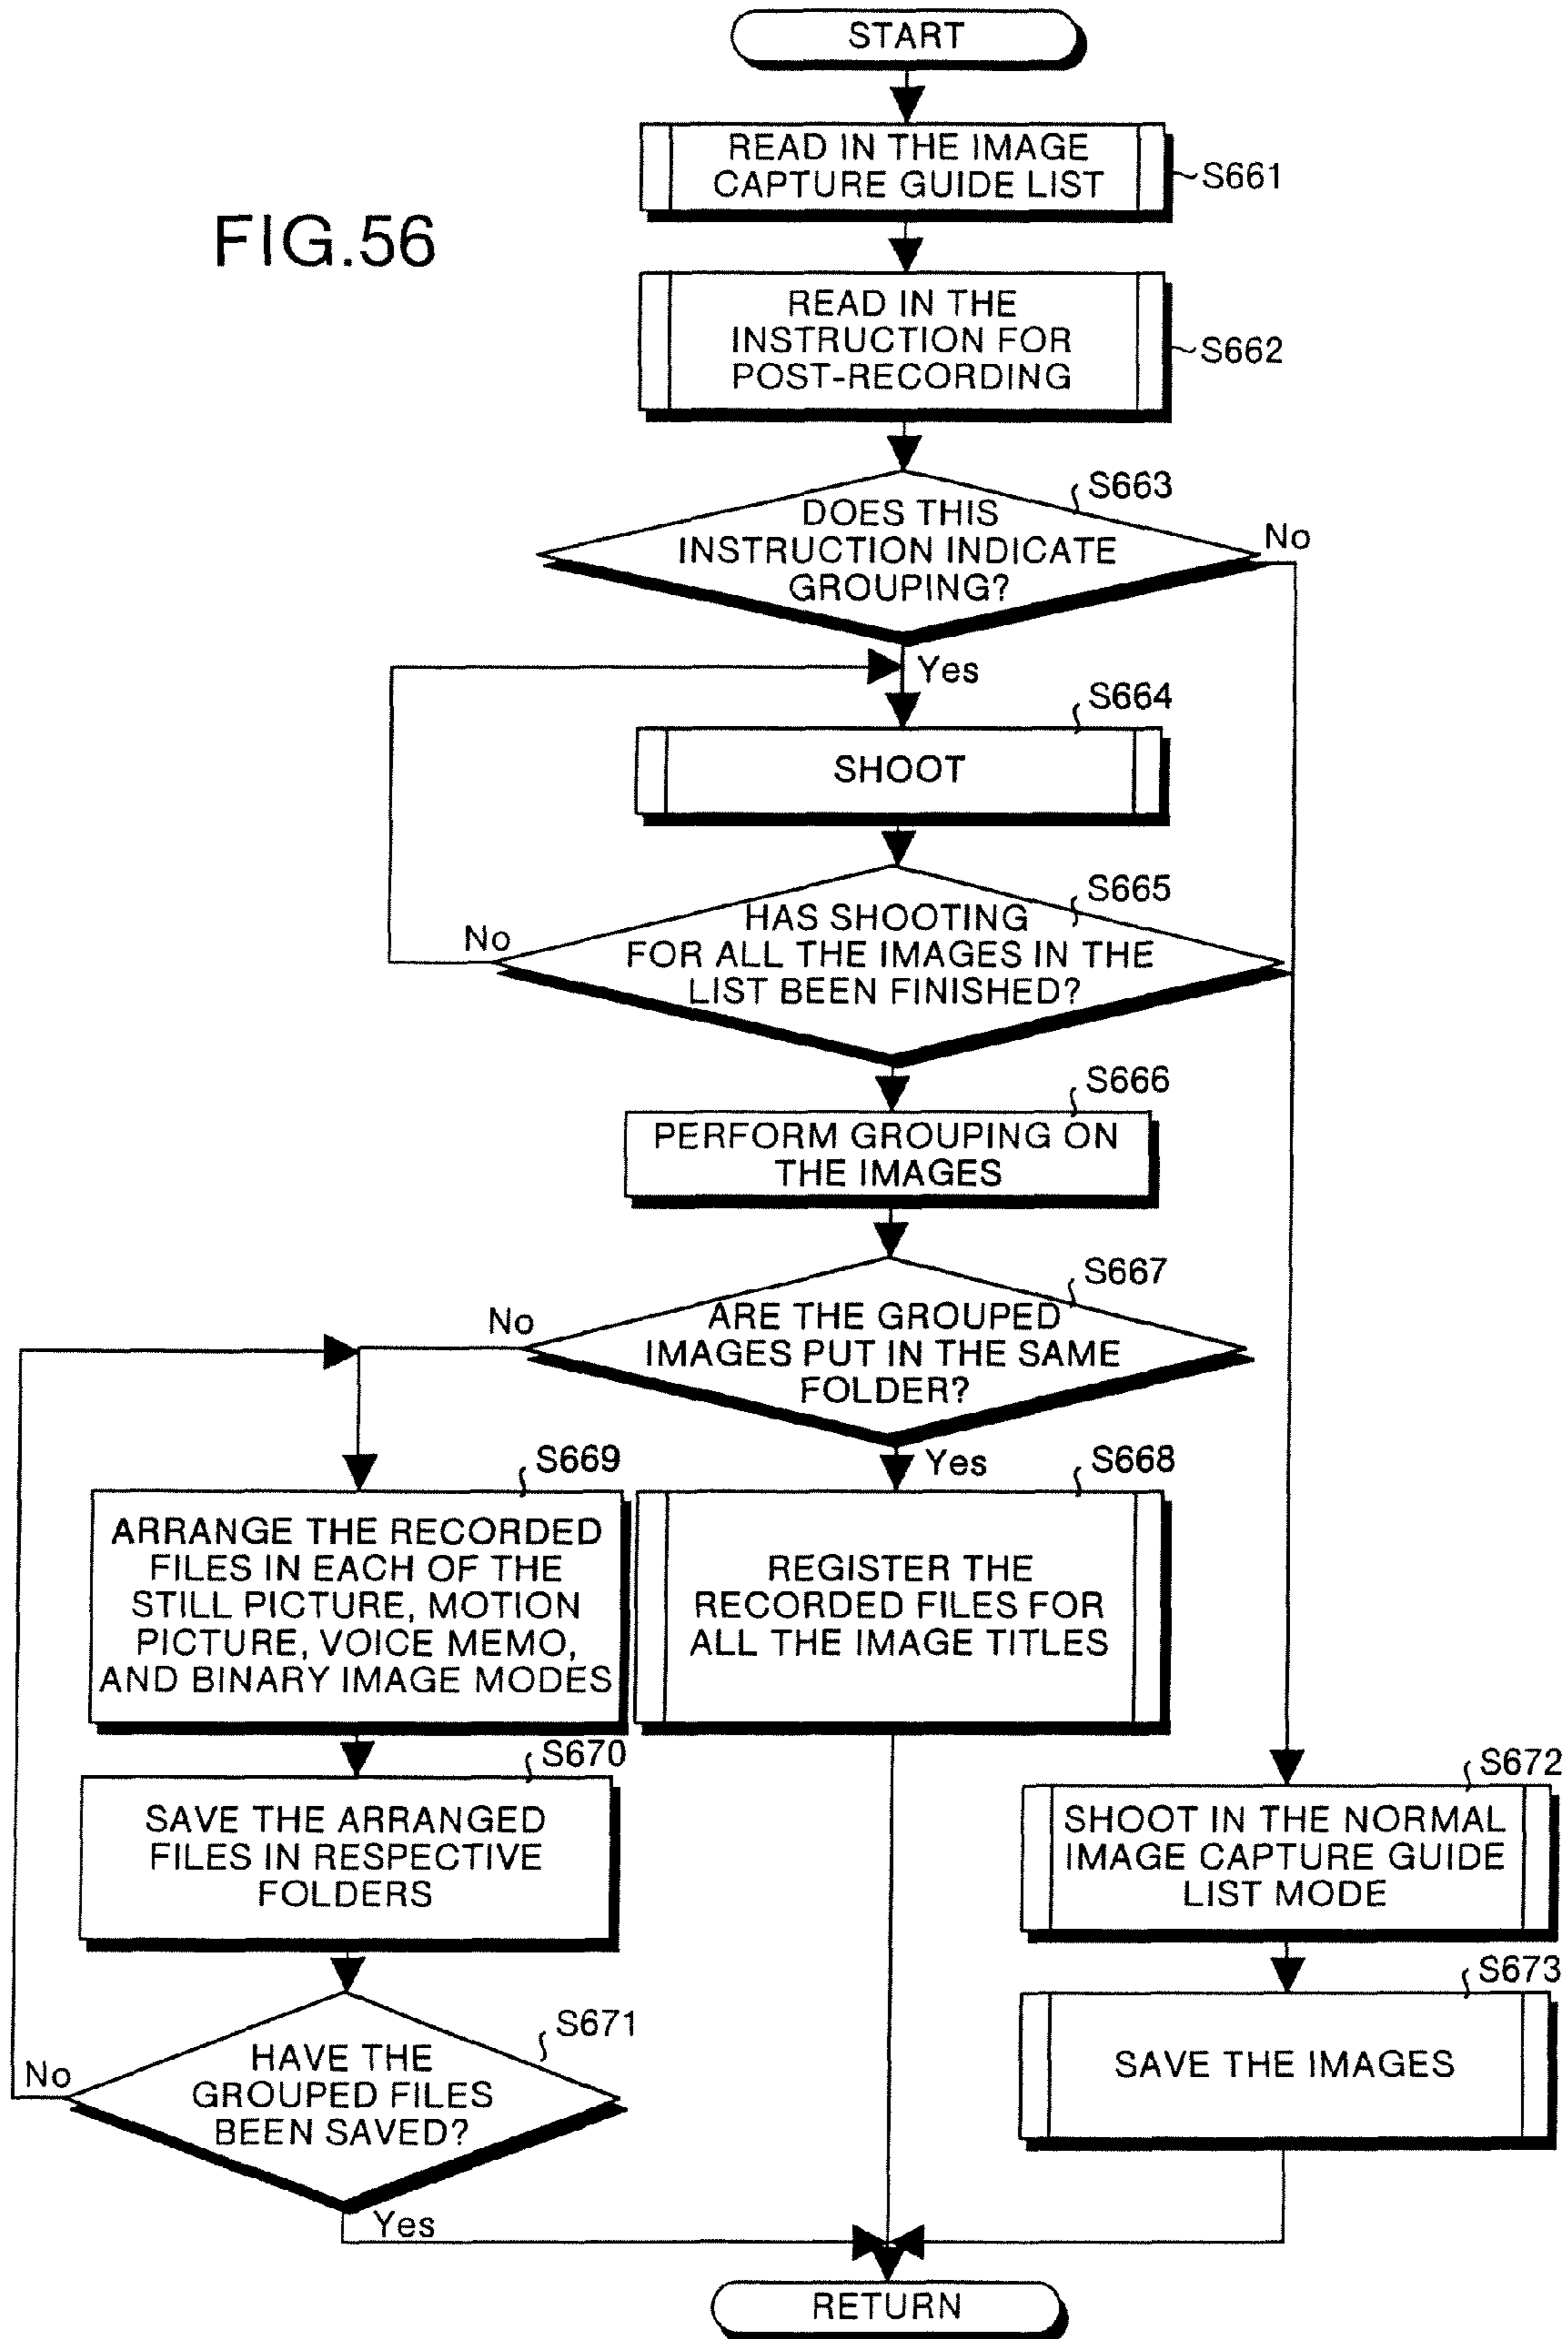 START
READ IN THE IMAGE
CAPTURE GUIDE LIST
S661
FIG.56
READ IN THE
INSTRUCTION FOR
POST-RECORDING
S662
S663
DOES THIS
INSTRUCTION INDICATE
GROUPING?
No
Yes
S664
SHOOT
S665
HAS SHOOTING
FOR ALL THE IMAGES IN THE
LIST BEEN FINISHED?
No
S666
PERFORM GROUPING ON
THE IMAGES
S667
ARE THE GROUPED
IMAGES PUT IN THE SAME
FOLDER?
No
Yes
S669
ARRANGE THE RECORDED
FILES IN EACH OF THE
STILL PICTURE, MOTION
PICTURE, VOICE MEMO,
AND BINARY IMAGE MODES
S668
REGISTER THE
RECORDED FILES FOR
ALL THE IMAGE TITLES
S670
SAVE THE ARRANGED
FILES IN RESPECTIVE
FOLDERS
S672
SHOOT IN THE NORMAL
IMAGE CAPTURE GUIDE
LIST MODE
S671
HAVE THE
GROUPED FILES
BEEN SAVED?
No
Yes
S673
SAVE THE IMAGES
RETURN